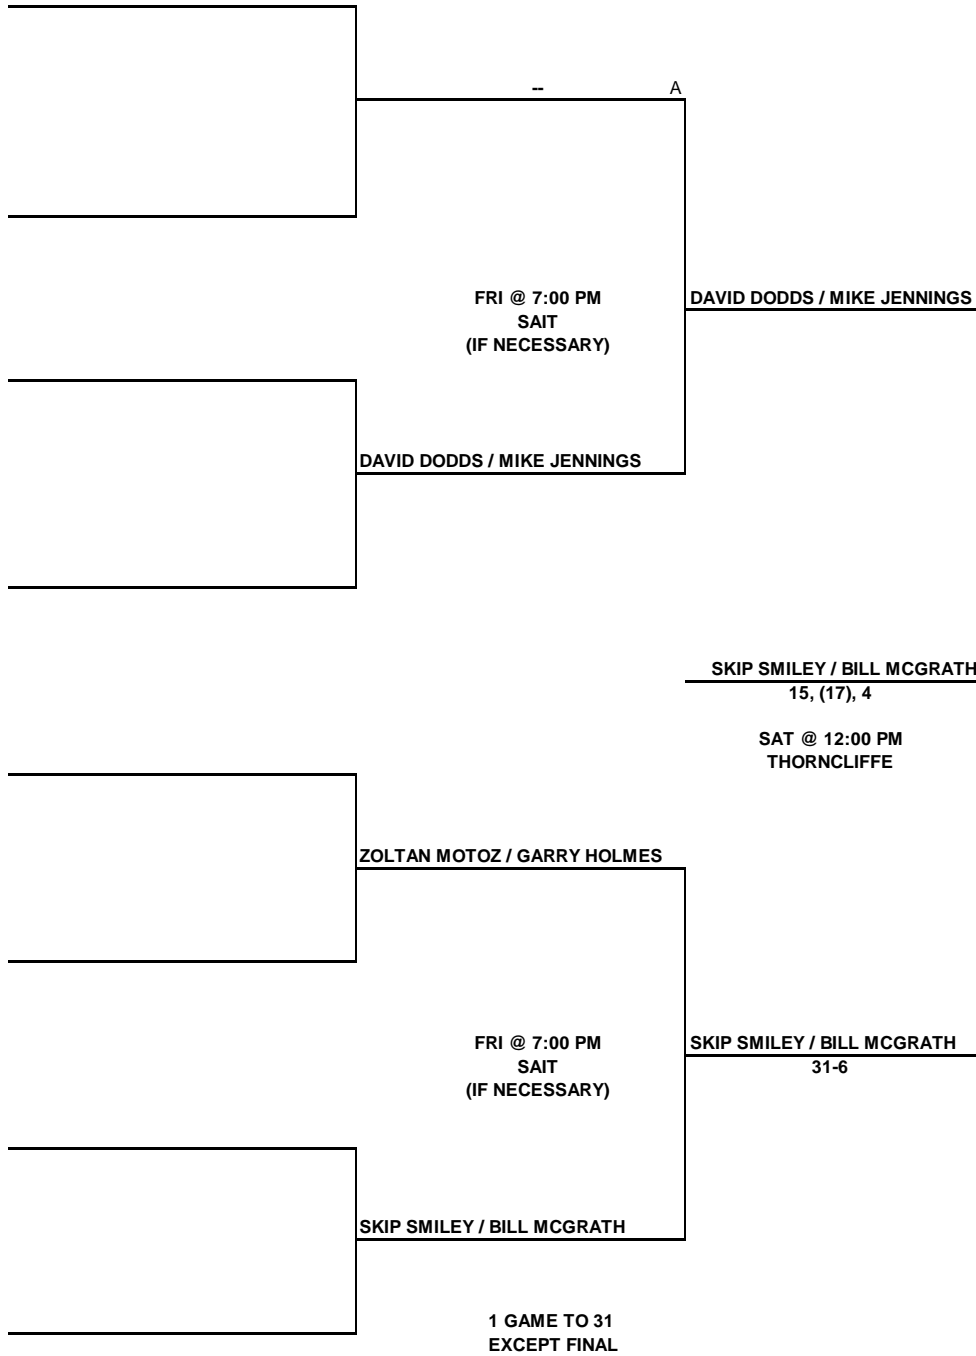 -- A
FRI @ 7:00 PM
SAIT
(IF NECESSARY)
DAVID DODDS / MIKE JENNINGS
DAVID DODDS / MIKE JENNINGS
SKIP SMILEY / BILL MCGRATH
15, (17), 4
SAT @ 12:00 PM
THORNCLIFFE
ZOLTAN MOTOZ / GARRY HOLMES
FRI @ 7:00 PM
SAIT
(IF NECESSARY)
SKIP SMILEY / BILL MCGRATH
31-6
SKIP SMILEY / BILL MCGRATH
1 GAME TO 31
EXCEPT FINAL